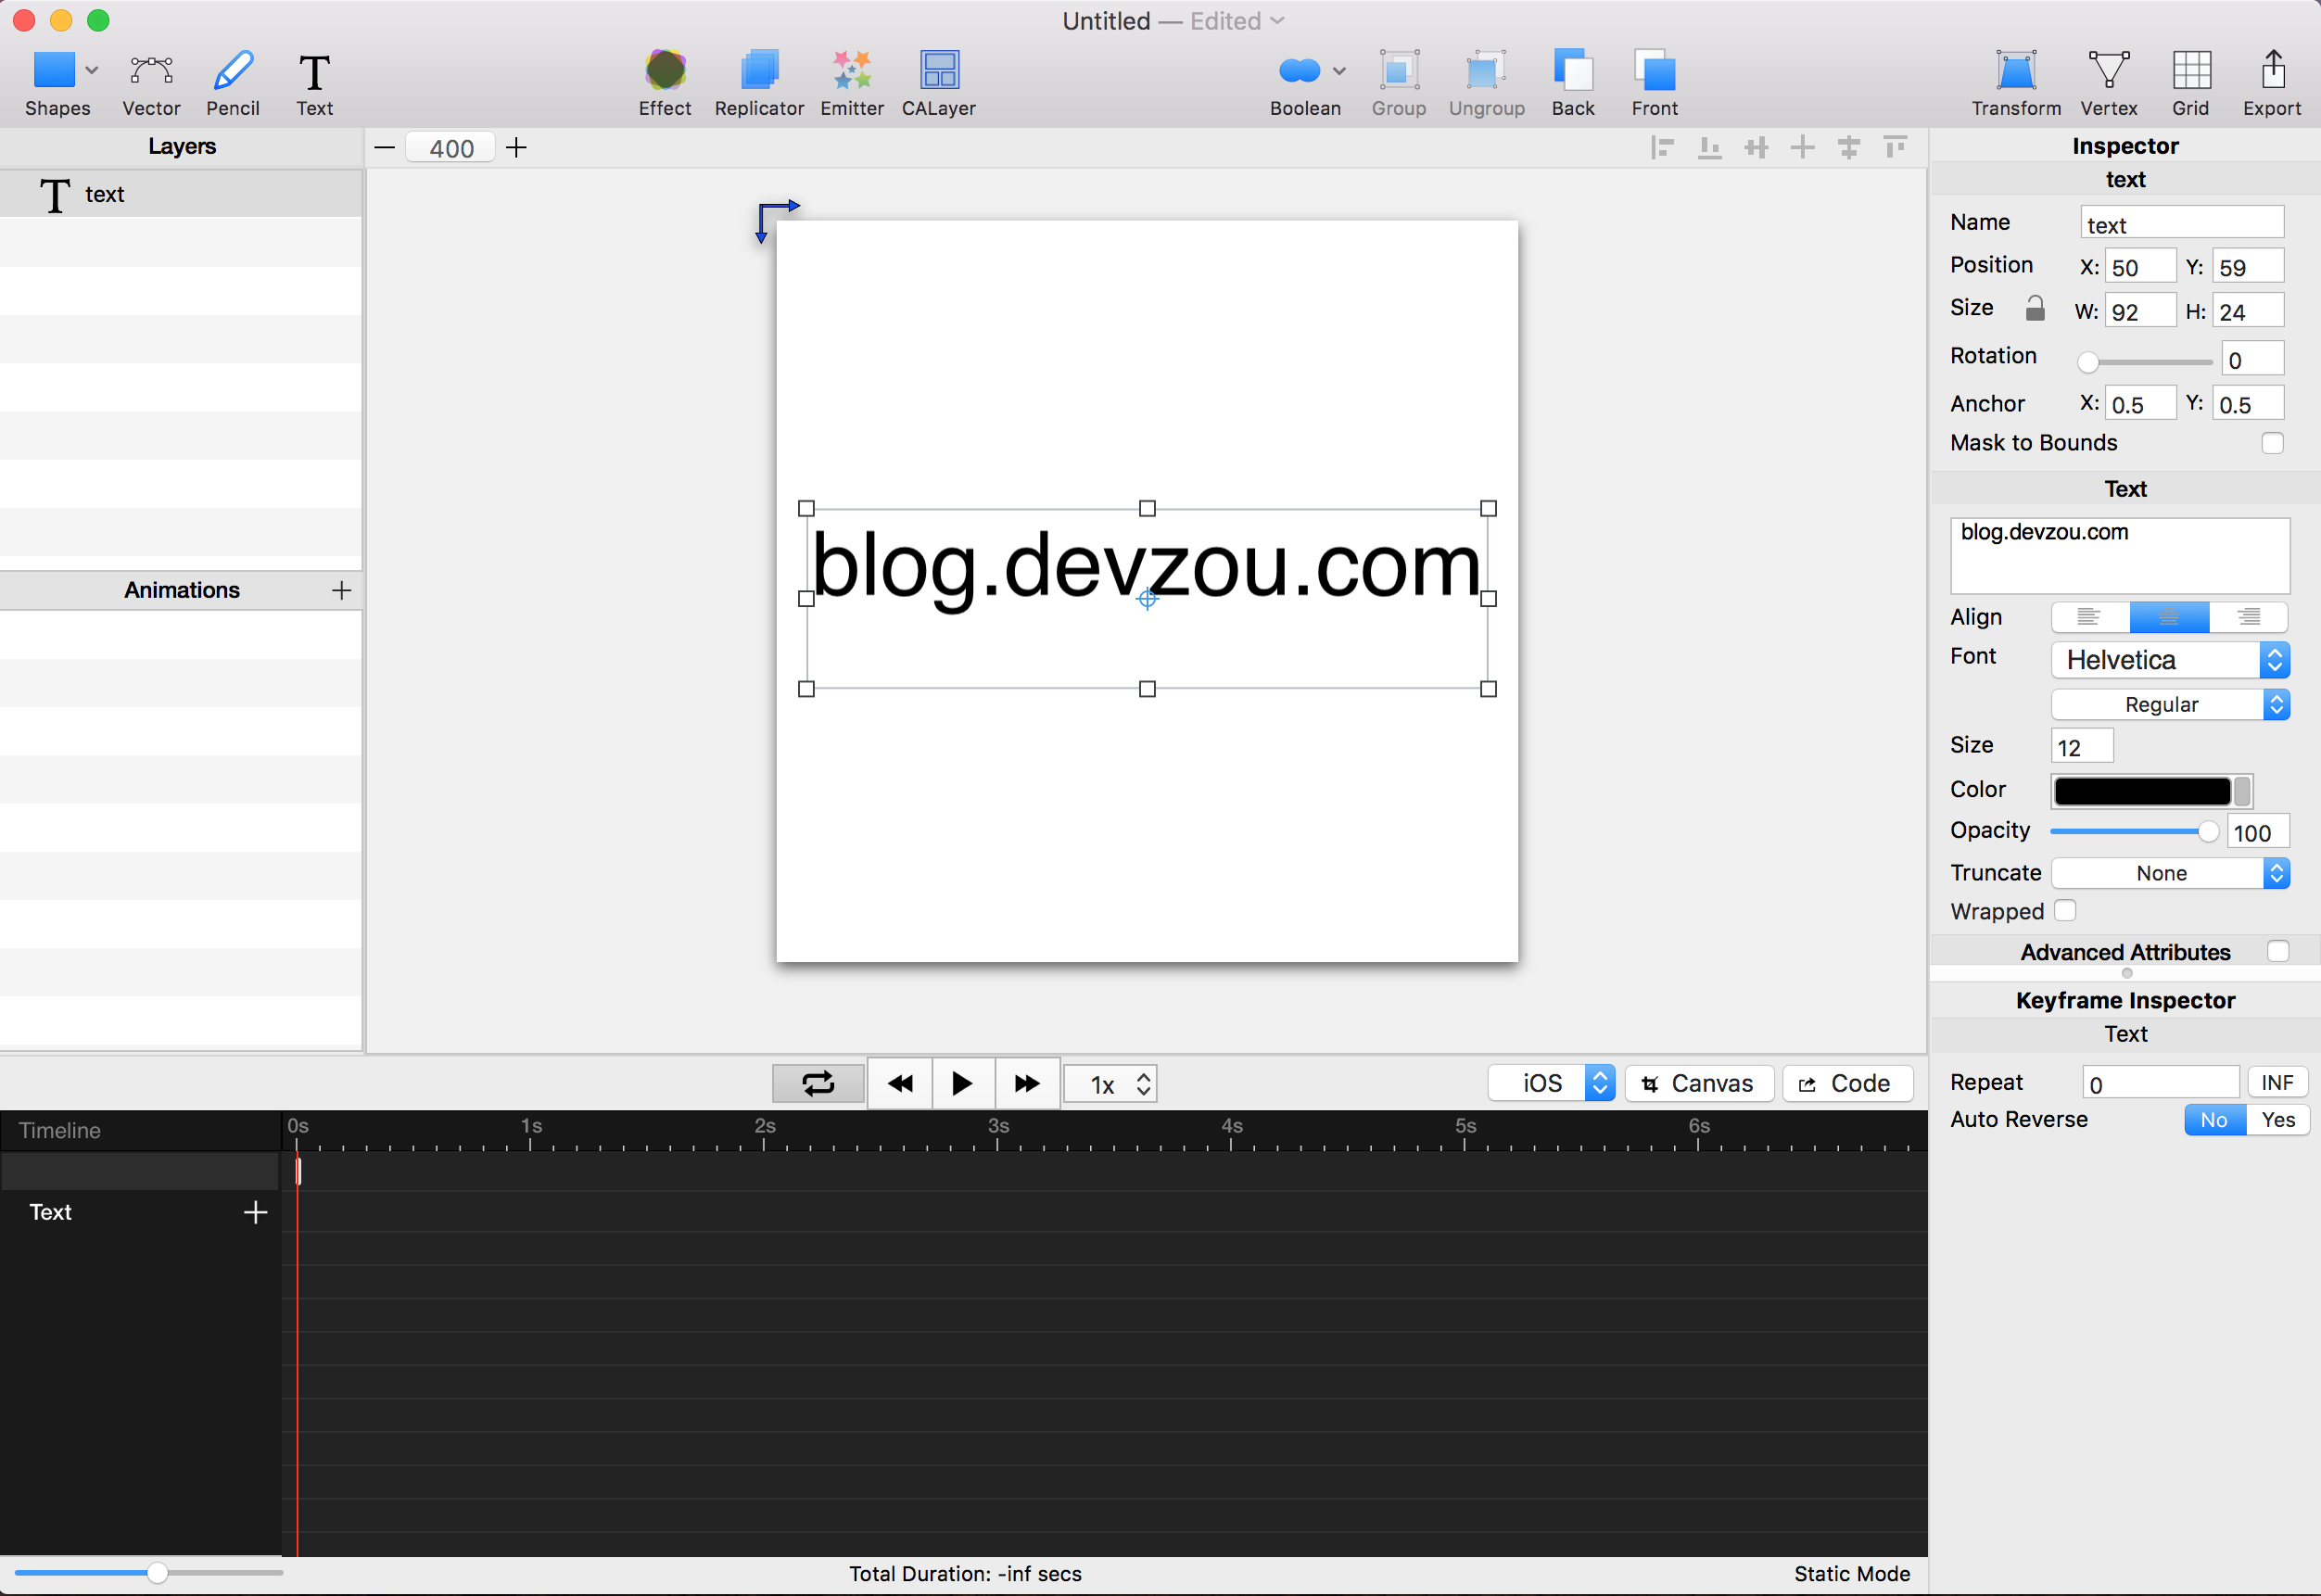 Untitled — Edited
Shapes Vector Pencil Text Effect Replicator Emitter CALayer Boolean Group Ungroup Back Front Transform Vertex Grid Export
Layers
400
Inspector
text
T text
Name text
Position X: 50 Y: 59
Size W: 92 H: 24
Rotation 0
Anchor X: 0.5 Y: 0.5
Mask to Bounds
Text
blog.devzou.com
blog.devzou.com
Animations +
Align
Font Helvetica
Regular
Size 12
Color
Opacity 100
Truncate None
Wrapped
Advanced Attributes
Keyframe Inspector
Text
Repeat 0 INF
Auto Reverse No Yes
1x
iOS Canvas Code
Timeline
0s 1s 2s 3s 4s 5s 6s
Text +
Total Duration: -inf secs
Static Mode